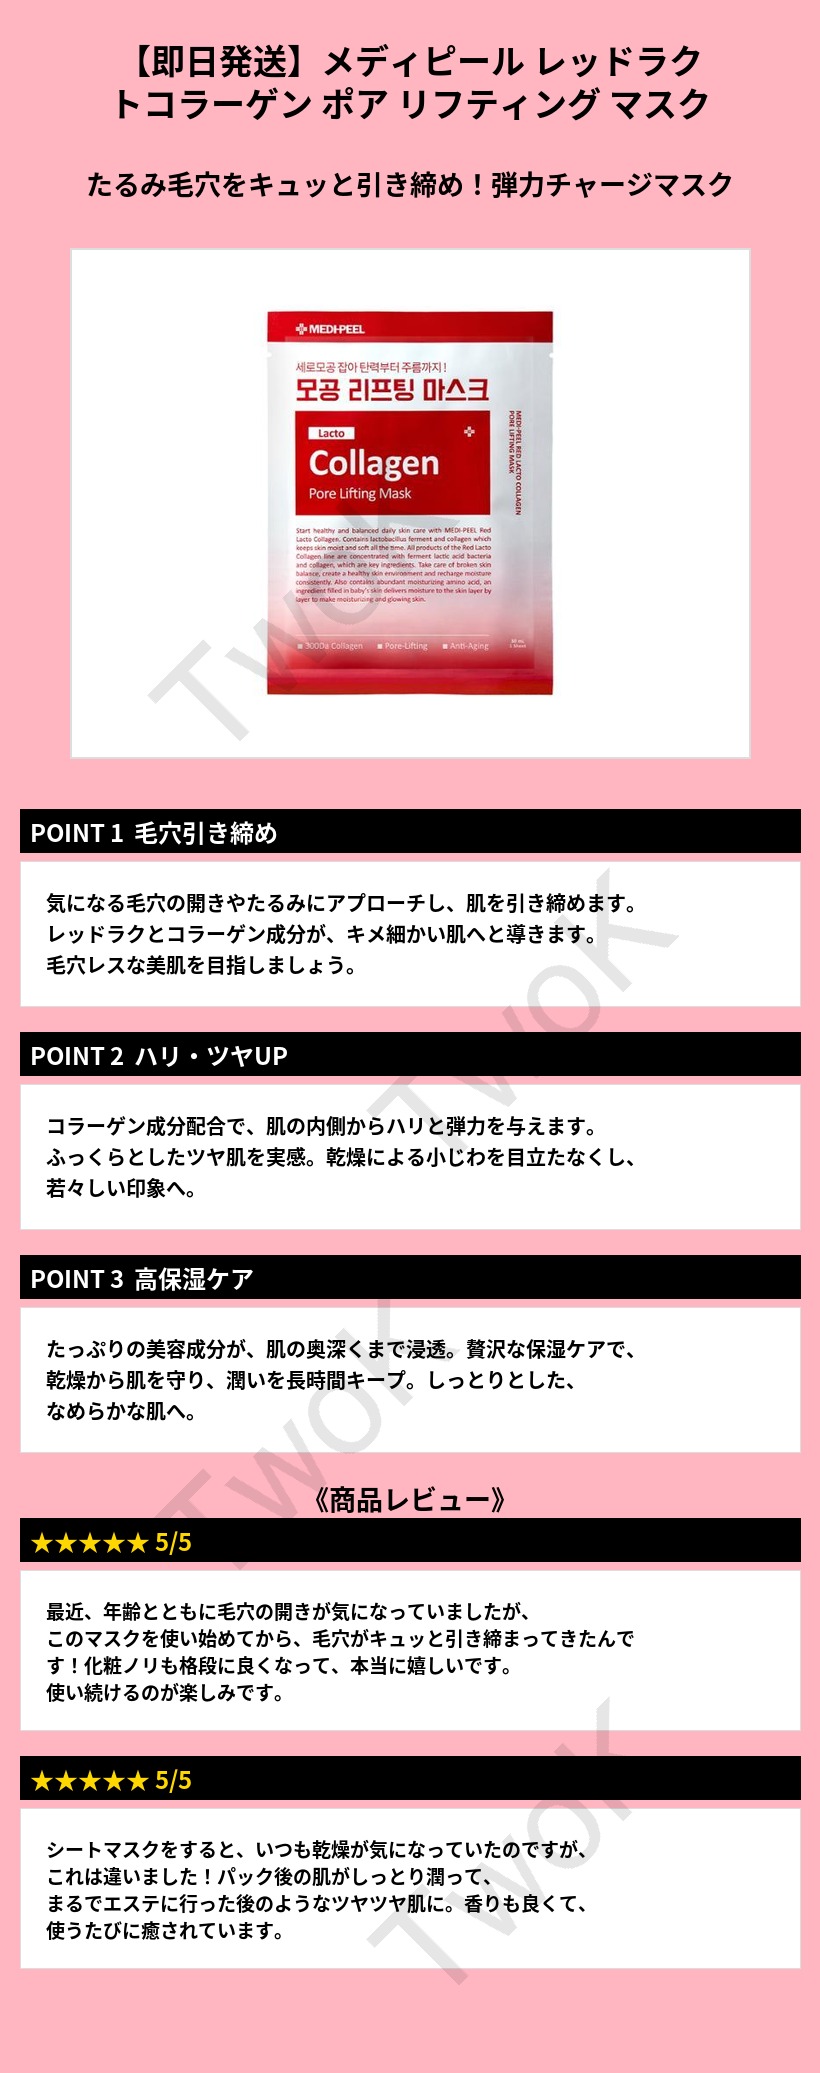 【即日発送】メディピール レッドラク
トコラーゲン ポア リフティング マスク
たるみ毛穴をキュッと引き締め！弾力チャージマスク
MEDI-PEEL
세로모공 잡아 탄력부터 주름까지!
모공 리프팅 마스크
Lacto
Collagen
Pore Lifting Mask
MEDI-PEEL RED LACTO COLLAGEN
PORE LIFTING MASK
Start healthy and balanced daily skin care with MEDI-PEEL Red
Lacto Collagen. Contains lactobacillus ferment and collagen which
keeps skin moist and soft all the time. All products of the Red Lacto
Collagen line are concentrated with ferment lactic acid bacteria
and collagen, which are key ingredients. Take care of broken skin
balance, create a healthy skin environment and recharge moisture
consistently. Also contains abundant moisturizing amino acid, an
ingredient filled in baby's skin delivers moisture to the skin layer by
layer to make moisturizing and glowing skin.
300Da Collagen Pore-Lifting Anti-Aging
1 Sheet
TwoK
POINT 1 毛穴引き締め
気になる毛穴の開きやたるみにアプローチし、肌を引き締めます。
レッドラクとコラーゲン成分が、キメ細かい肌へと導きます。
毛穴レスな美肌を目指しましょう。
TwoK
POINT 2 ハリ・ツヤUP
コラーゲン成分配合で、肌の内側からハリと弾力を与えます。
ふっくらとしたツヤ肌を実感。乾燥による小じわを目立たなくし、
若々しい印象へ。
POINT 3 高保湿ケア
たっぷりの美容成分が、肌の奥深くまで浸透。贅沢な保湿ケアで、
乾燥から肌を守り、潤いを長時間キープ。しっとりとした、
なめらかな肌へ。
TwoK
《商品レビュー》
★★★★★ 5/5
最近、年齢とともに毛穴の開きが気になっていましたが、
このマスクを使い始めてから、毛穴がキュッと引き締まってきたんで
す！化粧ノリも格段に良くなって、本当に嬉しいです。
使い続けるのが楽しみです。
★★★★★ 5/5
シートマスクをすると、いつも乾燥が気になっていたのですが、
これは違いました！パック後の肌がしっとり潤って、
まるでエステに行った後のようなツヤツヤ肌に。香りも良くて、
使うたびに癒されています。
TwoK